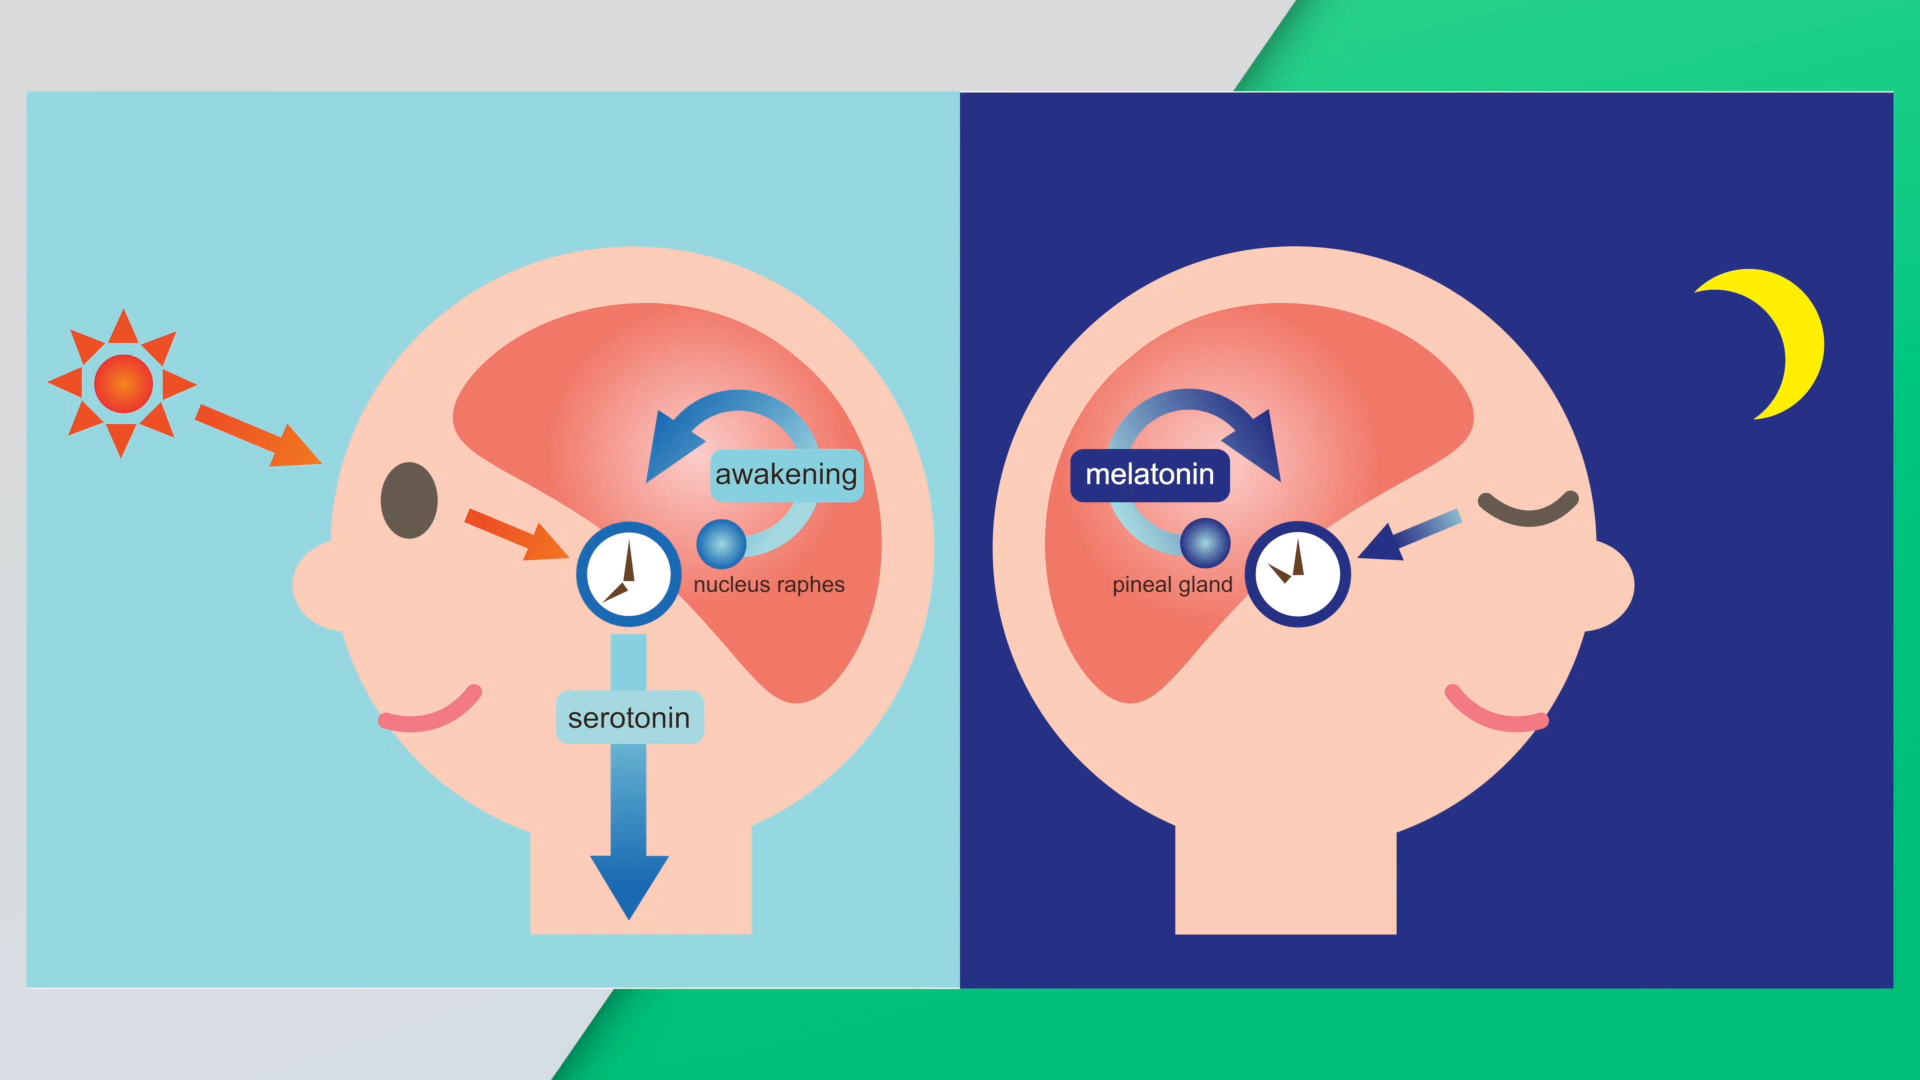 awakening
nucleus raphes
serotonin
melatonin
pineal gland